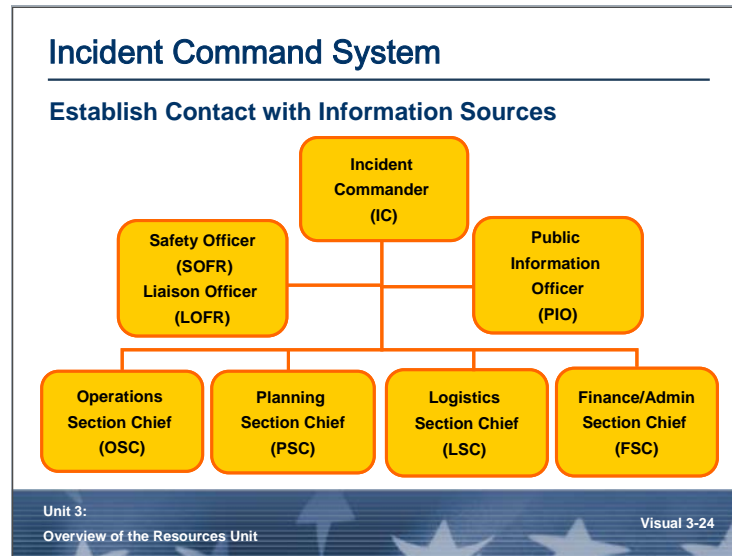 Incident Command System
Establish Contact with Information Sources
Incident
Commander
(IC)
Safety Officer
(SOFR)
Liaison Officer
(LOFR)
Public
Information
Officer
(PIO)
Operations
Section Chief
(OSC)
Planning
Section Chief
(PSC)
Logistics
Section Chief
(LSC)
Finance/Admin
Section Chief
(FSC)
Unit 3:
Overview of the Resources Unit
Visual 3-24